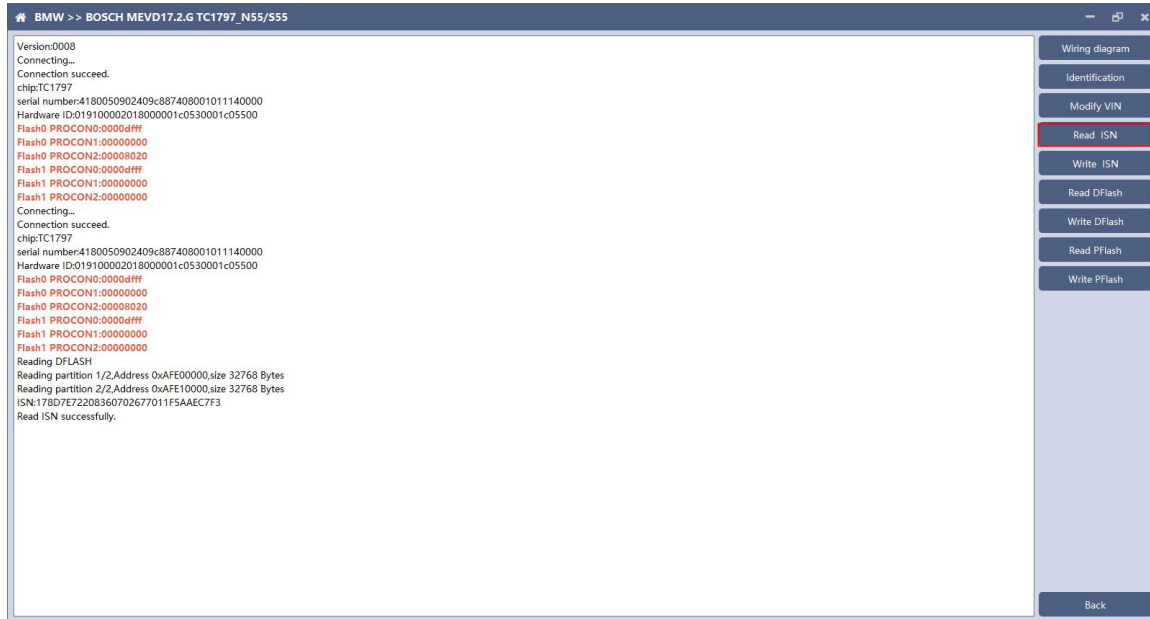 BMW >> BOSCH MEVD17.2.G TC1797_N55/S55
Version:0008
Connecting...
Connection succeed.
chip:TC1797
serial number:4180050902409c887408001011140000
Hardware ID:019100002018000001c0530001c05500
Flash0 PROCON0:0000dfff
Flash0 PROCON1:00000000
Flash0 PROCON2:00008020
Flash1 PROCON0:0000dfff
Flash1 PROCON1:00000000
Flash1 PROCON2:00000000
Connecting...
Connection succeed.
chip:TC1797
serial number:4180050902409c887408001011140000
Hardware ID:019100002018000001c0530001c05500
Flash0 PROCON0:0000dfff
Flash0 PROCON1:00000000
Flash0 PROCON2:00008020
Flash1 PROCON0:0000dfff
Flash1 PROCON1:00000000
Flash1 PROCON2:00000000
Reading DFLASH
Reading partition 1/2,Address 0xAFE00000,size 32768 Bytes
Reading partition 2/2,Address 0xAFE10000,size 32768 Bytes
ISN:178D7E72208360702677011F5AAEC7F3
Read ISN successfully.
Wiring diagram
Identification
Modify VIN
Read ISN
Write ISN
Read DFlash
Write DFlash
Read PFlash
Write PFlash
Back